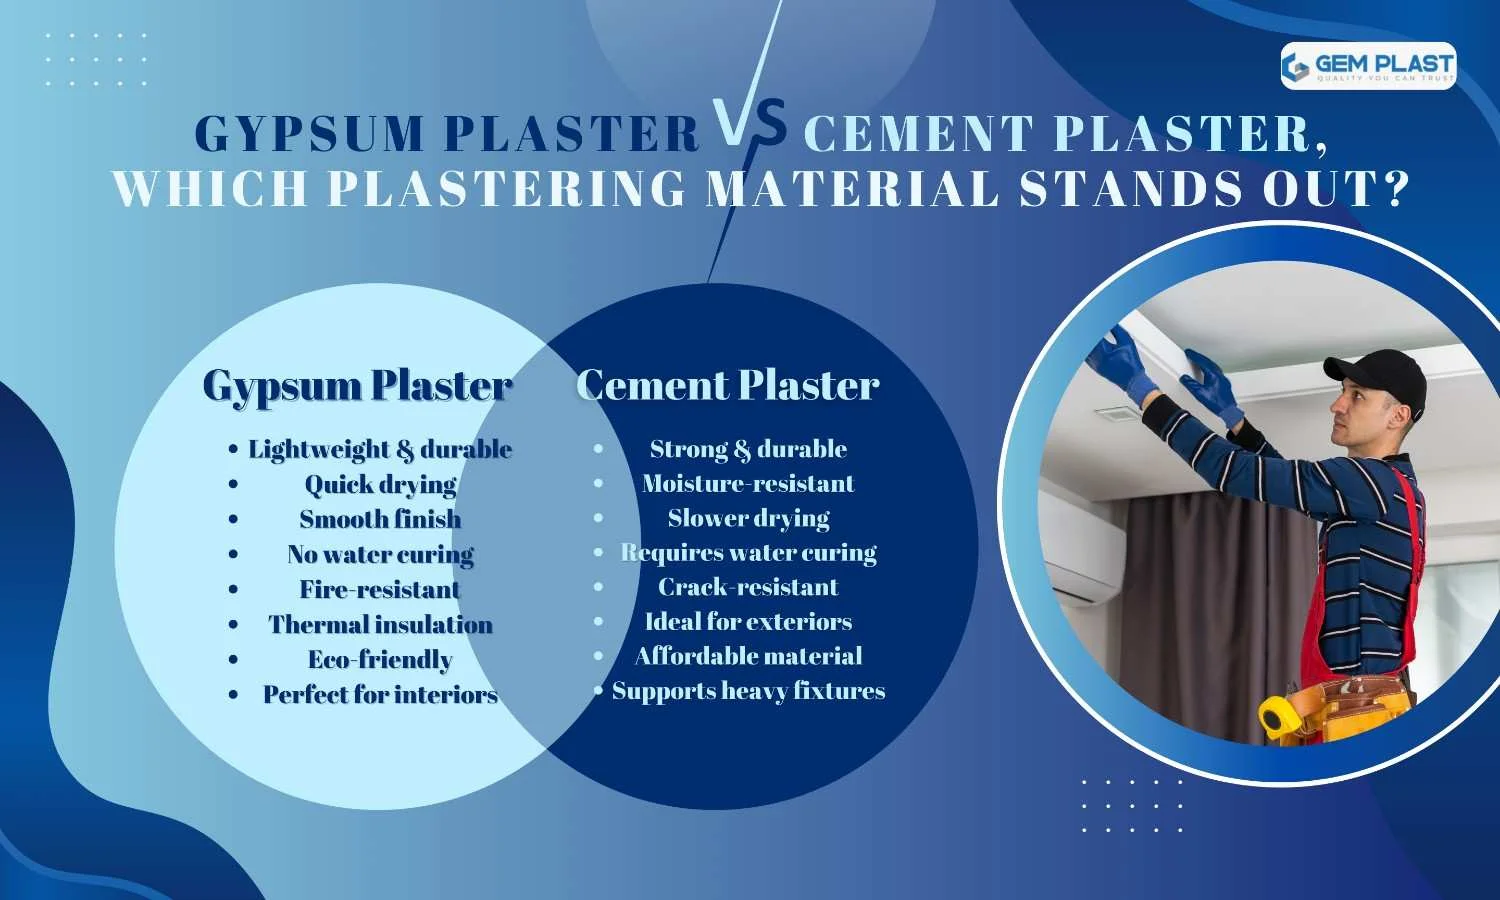 GEM PLAST
QUALITY YOU CAN TRUST
GYPSUM PLASTER VS CEMENT PLASTER,
WHICH PLASTERING MATERIAL STANDS OUT?
Gypsum Plaster
• Lightweight & durable
• Quick drying
• Smooth finish
• No water curing
• Fire-resistant
• Thermal insulation
• Eco-friendly
• Perfect for interiors
Cement Plaster
• Strong & durable
• Moisture-resistant
• Slower drying
• Requires water curing
• Crack-resistant
• Ideal for exteriors
• Affordable material
• Supports heavy fixtures